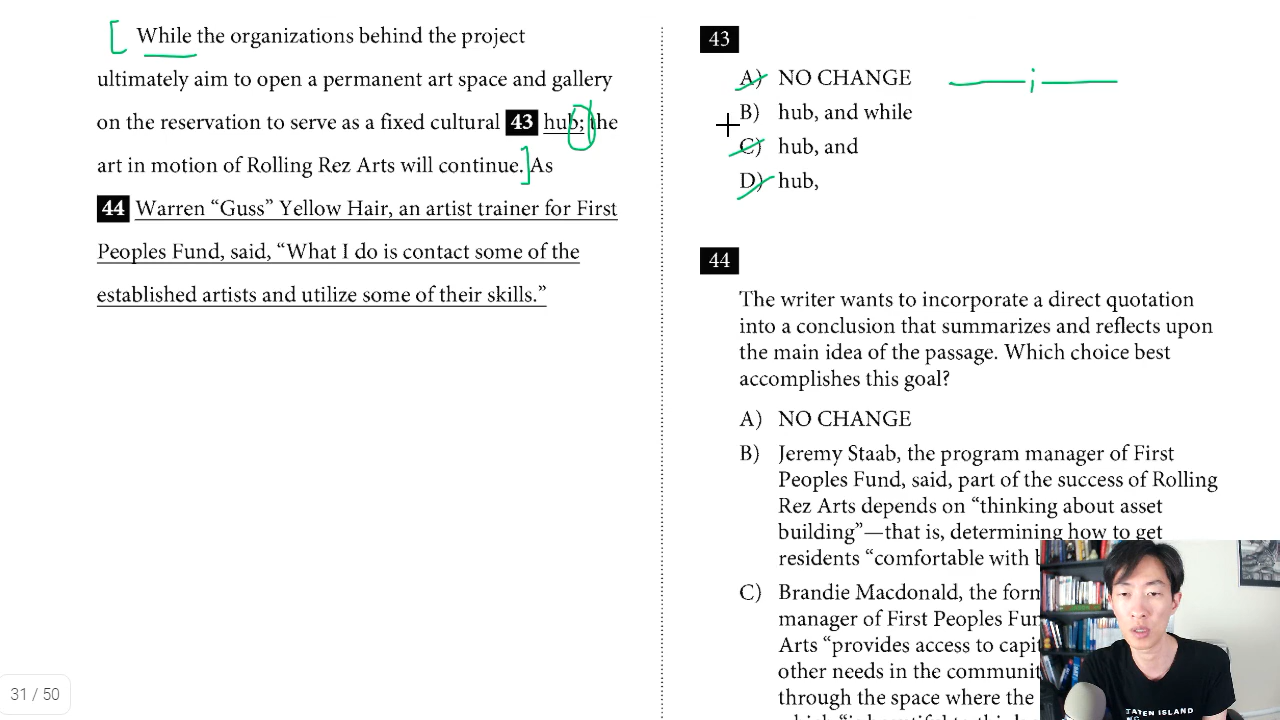 While the organizations behind the project
ultimately aim to open a permanent art space and gallery
on the reservation to serve as a fixed cultural 43 hub; the
art in motion of Rolling Rez Arts will continue. As
44 Warren “Guss” Yellow Hair, an artist trainer for First
Peoples Fund, said, “What I do is contact some of the
established artists and utilize some of their skills.”
43
A) NO CHANGE ;
B) hub, and while
C) hub, and
D) hub,
44
The writer wants to incorporate a direct quotation
into a conclusion that summarizes and reflects upon
the main idea of the passage. Which choice best
accomplishes this goal?
A) NO CHANGE
B) Jeremy Staab, the program manager of First
Peoples Fund, said, part of the success of Rolling
Rez Arts depends on “thinking about asset
building”—that is, determining how to get
residents “comfortable with
C) Brandie Macdonald, the
manager of First Peoples
Arts “provides access to
other needs in the
through the space where the
31 / 50
ISLAND